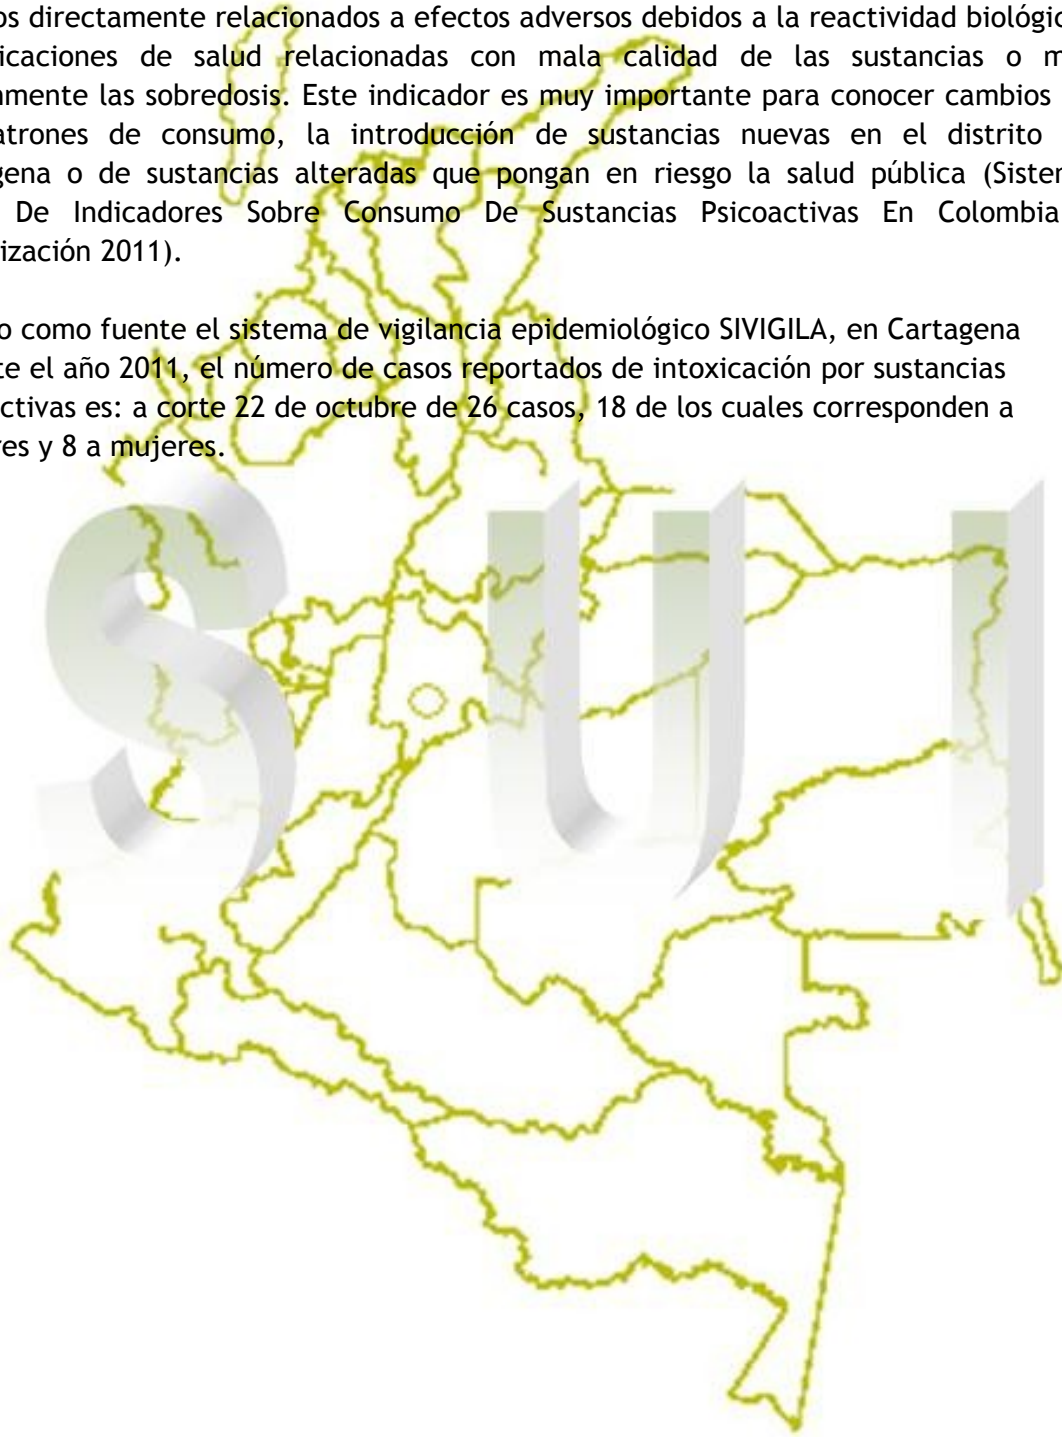 os directamente relacionados a efectos adversos debidos a la reactividad biológic
icaciones de salud relacionadas con mala calidad de las sustancias o m
nmente las sobredosis. Este indicador es muy importante para conocer cambios
atrones de consumo, la introducción de sustancias nuevas en el distrito
gena o de sustancias alteradas que pongan en riesgo la salud pública (Sisten
De Indicadores Sobre Consumo De Sustancias Psicoactivas En Colombia
ización 2011).
o como fuente el sistema de vigilancia epidemiológico SIVIGILA, en Cartagena
te el año 2011, el número de casos reportados de intoxicación por sustancias
ctivas es: a corte 22 de octubre de 26 casos, 18 de los cuales corresponden a
res y 8 a mujeres.
SUI